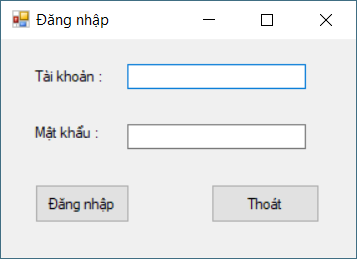 Đăng nhập
Tài khoản :
Mật khẩu :
Đăng nhập
Thoát